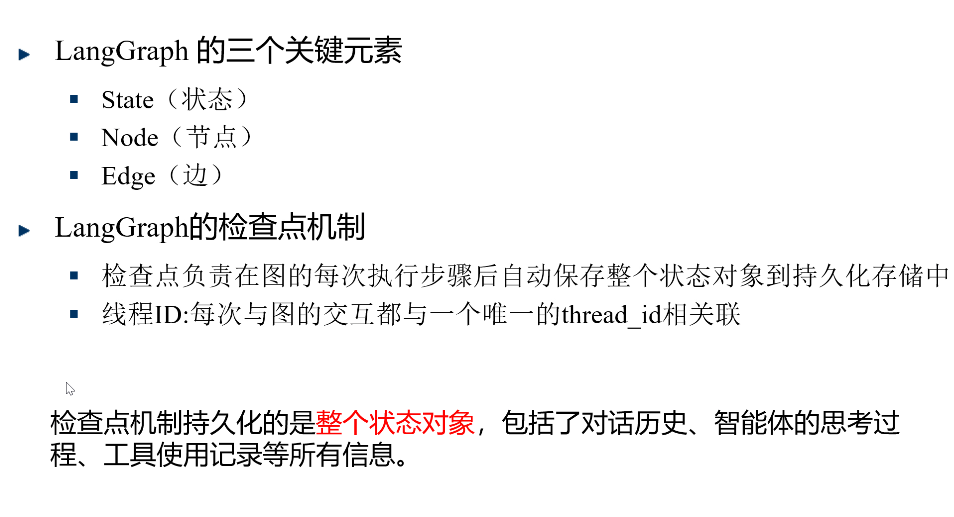 LangGraph 的三个关键元素
State（状态）
Node（节点）
Edge（边）
LangGraph的检查点机制
检查点负责在图的每次执行步骤后自动保存整个状态对象到持久化存储中
线程ID:每次与图的交互都与一个唯一的thread_id相关联
检查点机制持久化的是整个状态对象，包括了对话历史、智能体的思考过
程、工具使用记录等所有信息。